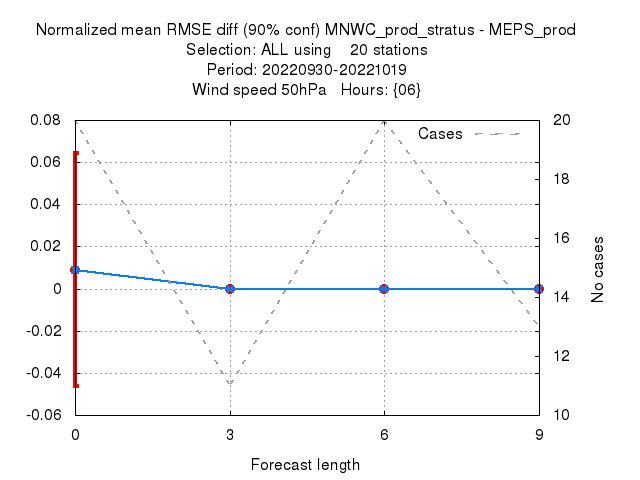 Normalized mean RMSE diff (90% conf) MNWC_prod_stratus - MEPS_prod
Selection: ALL using    20 stations
Period: 20220930-20221019
Wind speed 50hPa   Hours: {06}
Cases
0.08
0.06
0.04
0.02
0
-0.02
-0.04
-0.06
20
18
16
14
12
10
No cases
0 3 6 9
Forecast length